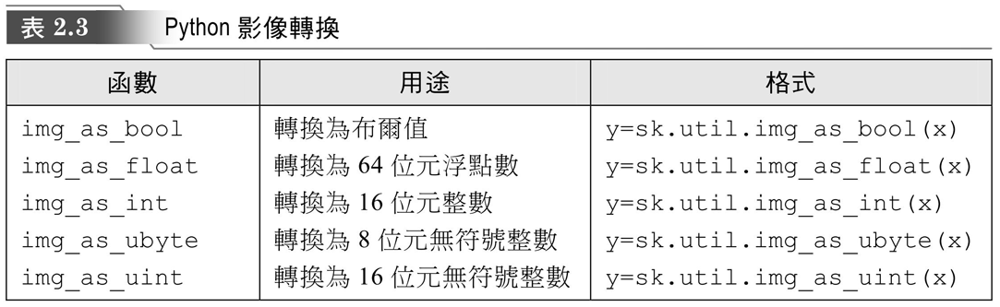 表 2.3 Python 影像轉換
函數 用途 格式
img_as_bool 轉換為布爾值 y=sk.util.img_as_bool(x)
img_as_float 轉換為 64 位元浮點數 y=sk.util.img_as_float(x)
img_as_int 轉換為 16 位元整數 y=sk.util.img_as_int(x)
img_as_ubyte 轉換為 8 位元無符號整數 y=sk.util.img_as_ubyte(x)
img_as_uint 轉換為 16 位元無符號整數 y=sk.util.img_as_uint(x)